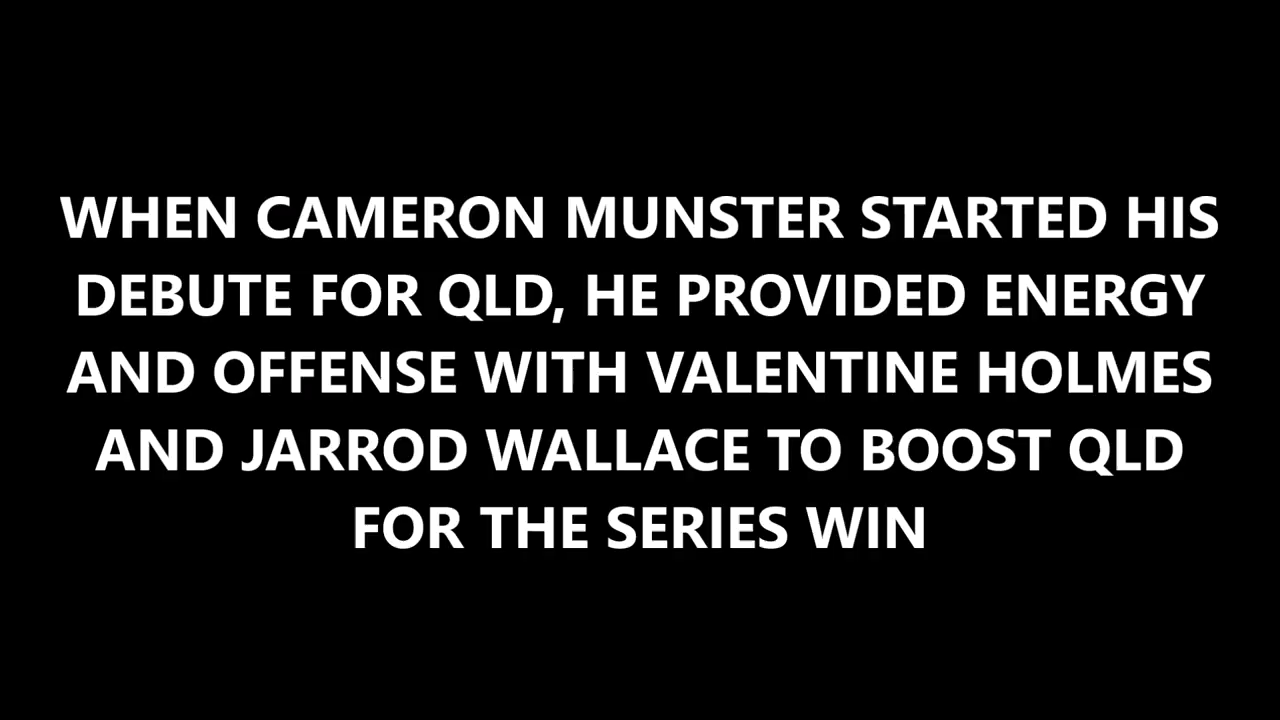 WHEN CAMERON MUNSTER STARTED HIS
DEBUTE FOR QLD, HE PROVIDED ENERGY
AND OFFENSE WITH VALENTINE HOLMES
AND JARROD WALLACE TO BOOST QLD
FOR THE SERIES WIN